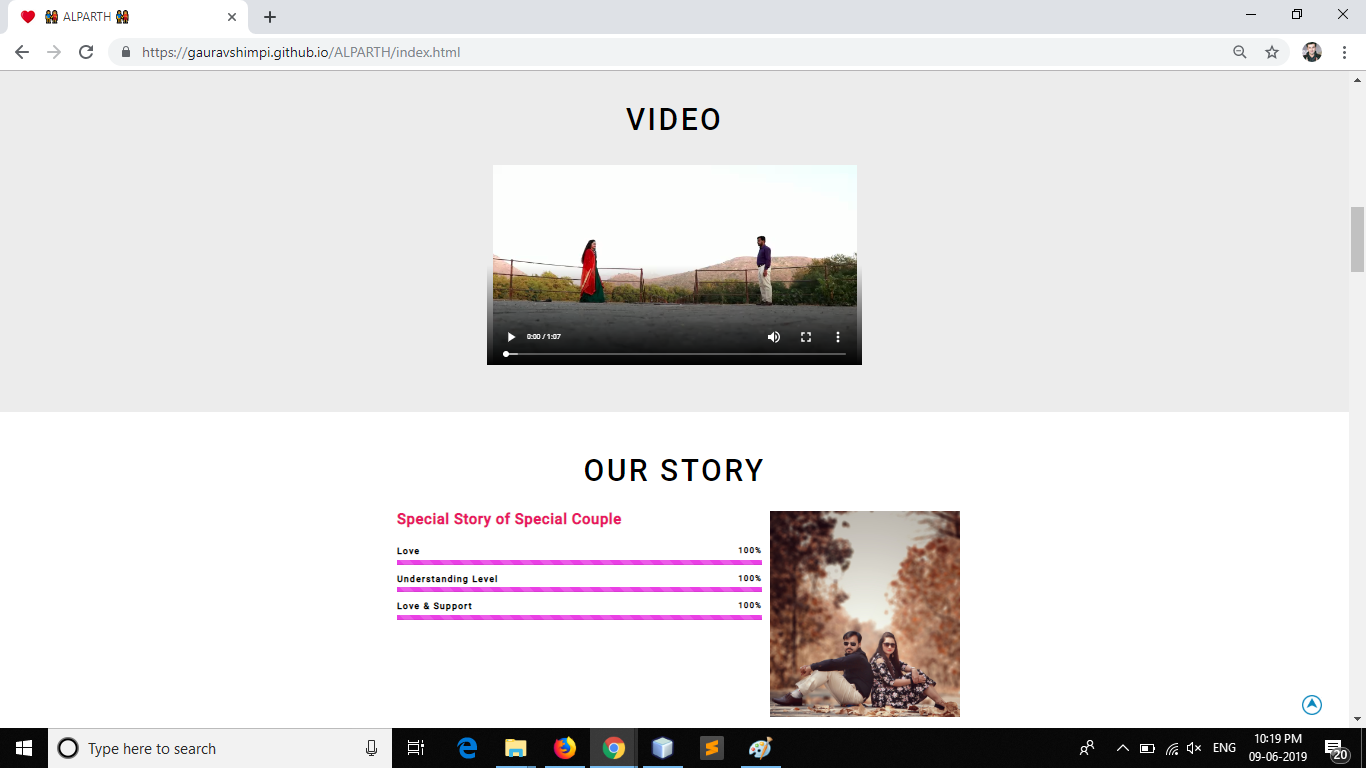 ALPARTH
https://gauravshimpi.github.io/ALPARTH/index.html
VIDEO
0:00 / 1:07
OUR STORY
Special Story of Special Couple
Love 100%
Understanding Level 100%
Love & Support 100%
Type here to search
ENG
10:19 PM
09-06-2019
20